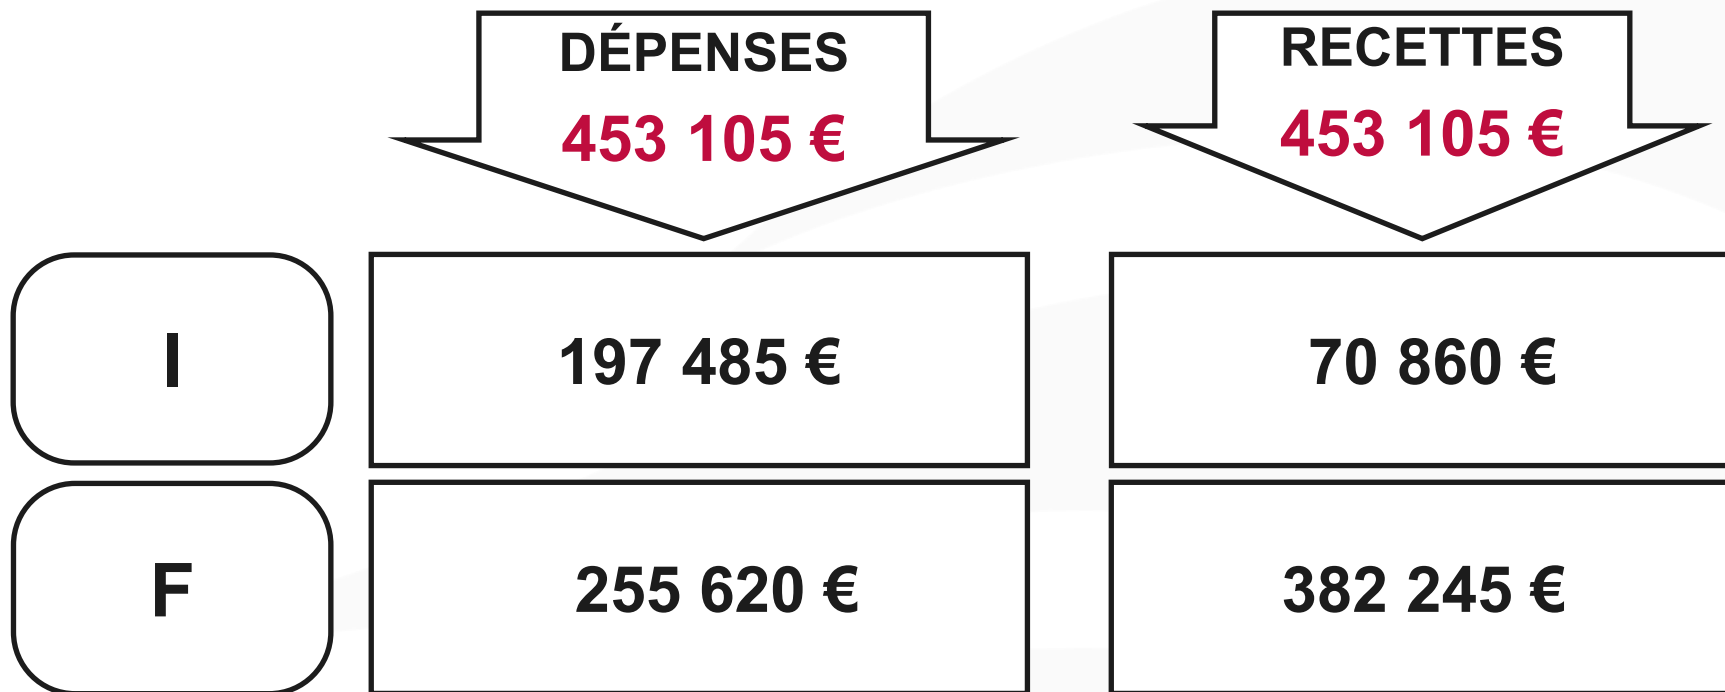 DÉPENSES
453 105 €
RECETTES
453 105 €
I
197 485 €
70 860 €
F
255 620 €
382 245 €